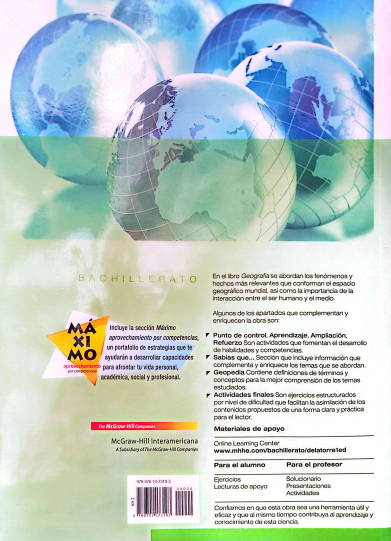 BACHILLERATO
En el libro Geografía se abordan los fenómenos y
hechos más relevantes que conforman el espacio
geográfico mundial, así como la importancia de la
interacción entre el ser humano y el medio.
Algunos de los apartados que complementan y
enriquecen la obra son:
Punto de control, Aprendizaje, Ampliación,
Refuerzo Son actividades que fomentan el desarrollo
de habilidades y competencias.
Sabías que... Sección que incluye información que
complementa y enriquece los temas que se abordan.
Geopedia Contiene definiciones de términos y
conceptos para la mejor comprensión de los temas
estudiados.
Actividades finales Son ejercicios estructurados
por nivel de dificultad que facilitan la asimilación de los
contenidos propuestos de una forma clara y práctica
para el lector.
Materiales de apoyo
Online Learning Center
www.mhhe.com/bachillerato/delatorre1ed
Para el alumno Para el profesor
Ejercicios Solucionario
Lecturas de apoyo Presentaciones
Actividades
Confiamos en que esta obra sea una herramienta útil y
eficaz y que al mismo tiempo contribuya al aprendizaje y
conocimiento de esta ciencia.
MÁ
XI
MO
aprovechamiento
por competencias
Incluye la sección Máximo
aprovechamiento por competencias,
un portafolio de estrategias que te
ayudarán a desarrollar capacidades
para afrontar tu vida personal,
académica, social y profesional.
The McGraw-Hill Companies
McGraw-Hill Interamericana
A Subsidiary of The McGraw-Hill Companies